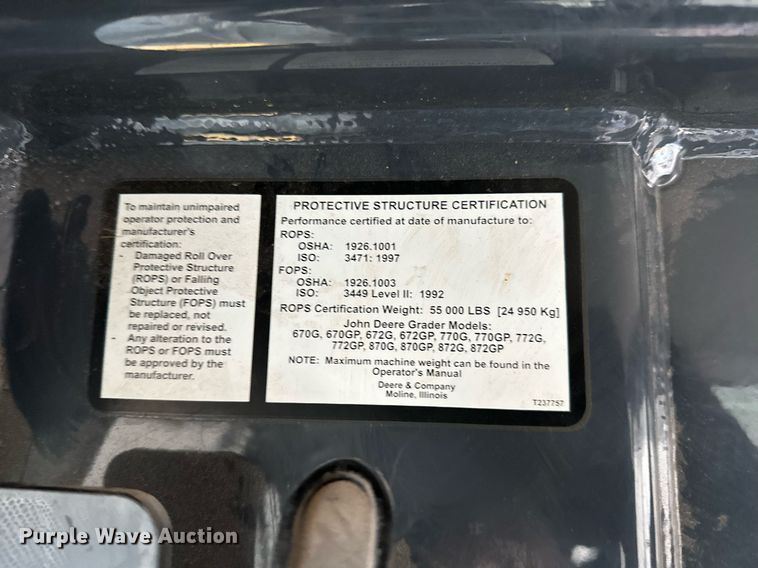 To maintain unimpaired
operator protection and
manufacturer's
certification:
- Damaged Roll Over
Protective Structure
(ROPS) or Falling
Object Protective
Structure (FOPS) must
be replaced, not
repaired or revised.
- Any alteration to the
ROPS or FOPS must
be approved by the
manufacturer.
PROTECTIVE STRUCTURE CERTIFICATION
Performance certified at date of manufacture to:
ROPS:
OSHA: 1926.1001
ISO: 3471: 1997
FOPS:
OSHA: 1926.1003
ISO: 3449 Level II: 1992
ROPS Certification Weight: 55 000 LBS [24 950 Kg]
John Deere Grader Models:
670G, 670GP, 672G, 672GP, 770G, 770GP, 772G,
772GP, 870G, 870GP, 872G, 872GP
NOTE: Maximum machine weight can be found in the
Operator's Manual
Deere & Company
Moline, Illinois
T237757
Purple Wave Auction